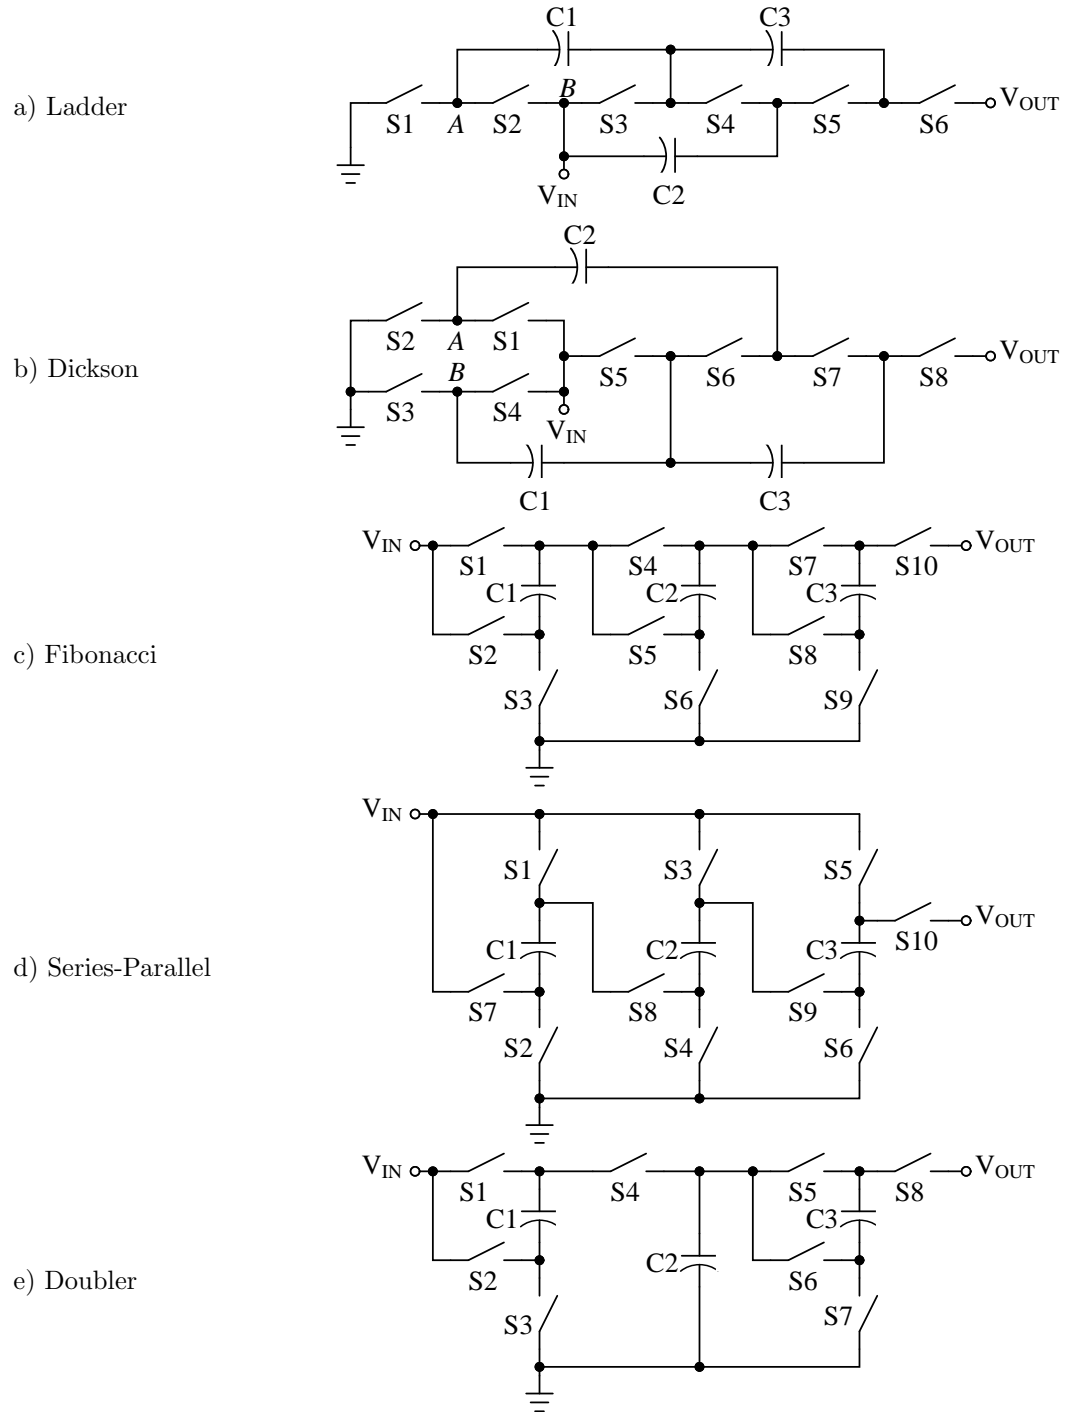 C1 C3
a) Ladder S1 A S2 B S3 S4 S5 S6 VOUT
VIN C2
C2
S2 A S1
b) Dickson B S5 S6 S7 S8 VOUT
S3 S4 VIN
C1 C3
VIN S1 S4 S7 S10 VOUT
C1 C2 C3
c) Fibonacci S2 S5 S8
S3 S6 S9
VIN
S1 S3 S5
S10 VOUT
d) Series-Parallel C1 C2 C3
S7 S8 S9
S2 S4 S6
VIN S1 S4 S5 S8 VOUT
C1 C3
e) Doubler S2 C2 S6
S3 S7